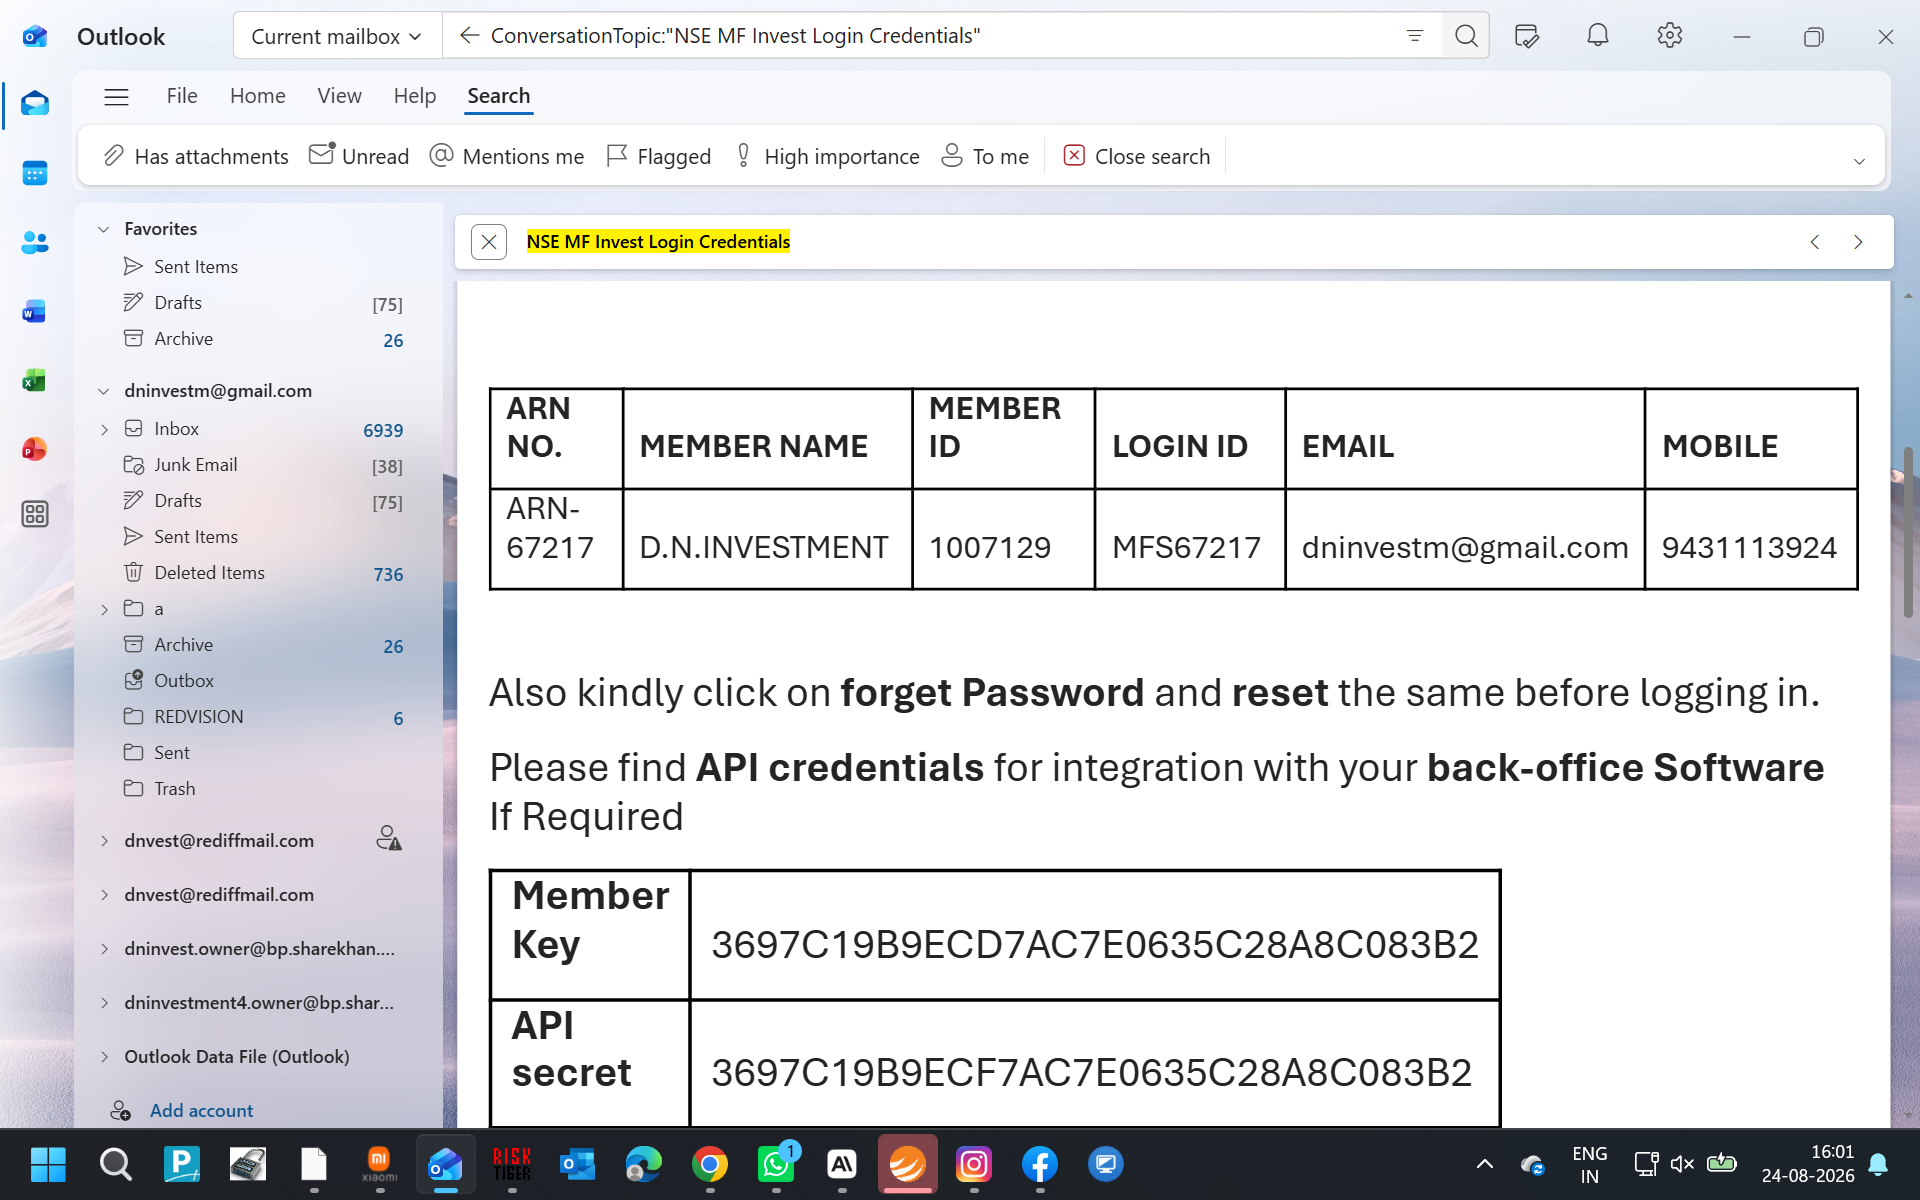 Outlook
Current mailbox
ConversationTopic:"NSE MF Invest Login Credentials"
File Home View Help Search
Has attachments Unread Mentions me Flagged High importance To me Close search
Favorites
Sent Items
Drafts [75]
Archive 26
dninvestm@gmail.com
Inbox 6939
Junk Email [38]
Drafts [75]
Sent Items
Deleted Items 736
a
Archive 26
Outbox
REDVISION 6
Sent
Trash
dnvest@rediffmail.com
dnvest@rediffmail.com
dninvest.owner@bp.sharekhan....
dninvestment4.owner@bp.shar...
Outlook Data File (Outlook)
Add account
NSE MF Invest Login Credentials
ARN NO. MEMBER NAME MEMBER ID LOGIN ID EMAIL MOBILE
ARN-67217 D.N.INVESTMENT 1007129 MFS67217 dninvestm@gmail.com 9431113924
Also kindly click on forget Password and reset the same before logging in.
Please find API credentials for integration with your back-office Software
If Required
Member Key 3697C19B9ECD7AC7E0635C28A8C083B2
API secret 3697C19B9ECF7AC7E0635C28A8C083B2
xiaomi
RISK
TIGER
1
ENG
IN
16:01
24-08-2026